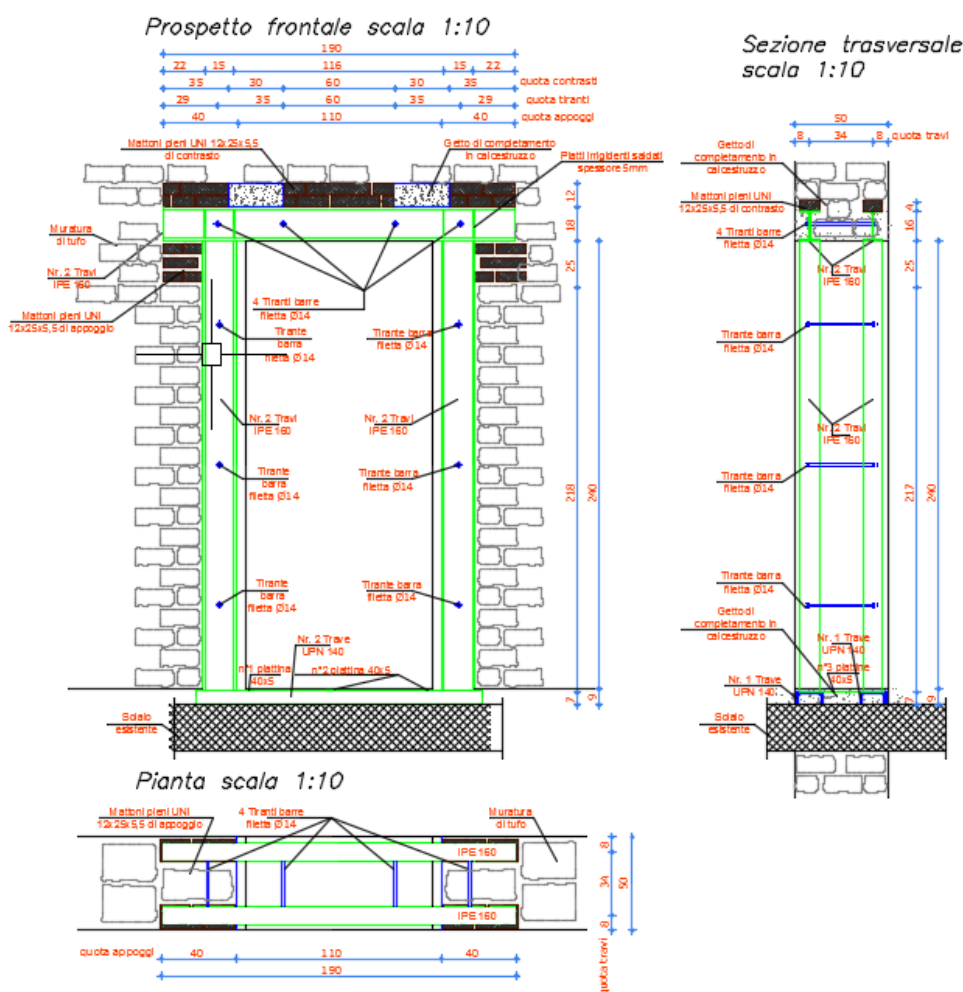 Prospetto frontale scala 1:10
190
22 15 116 15 22
35 30 60 30 35 quota contrasti
29 35 60 35 29 quota tiranti
40 110 40 quota appoggi
Mattoni pieni UNI 12x25x5,5
di contrasto
Getto di completamento
in calcestruzzo
Piatti irrigidenti saldati
spessore 5mm
12
18
25
218
240
7
9
Muratura
di tufo
Nr. 2 Travi
IPE 160
Mattoni pieni UNI
12x25x5,5 di appoggio
4 Tiranti barre
filetta Ø14
Tirante
barra
filetta Ø14
Tirante barra
filetta Ø14
Nr. 2 Travi
IPE 160
Nr. 2 Travi
IPE 160
Tirante
barra
filetta Ø14
Tirante barra
filetta Ø14
Tirante
barra
filetta Ø14
Tirante barra
filetta Ø14
Nr. 2 Trave
UPN 140
n°1 piattina
40x5
n°2 piattina 40x5
Solaio
esistente
Sezione trasversale
scala 1:10
50
8 34 8 quota travi
Getto di
completamento in
calcestruzzo
Mattoni pieni UNI
12x25x5,5 di contrasto
4 Tiranti barre
filetta Ø14
4
16
25
217
240
7
9
Nr. 2 Travi
IPE 160
Tirante barra
filetta Ø14
Nr. 2 Travi
IPE 160
Tirante barra
filetta Ø14
Tirante barra
filetta Ø14
Getto di
completamento in
calcestruzzo
Nr. 1 Trave
UPN 140
n°3 piattine
40x5
Nr. 1 Trave
UPN 140
Solaio
esistente
Pianta scala 1:10
Mattoni pieni UNI
12x25x5,5 di appoggio
4 Tiranti barre
filetta Ø14
Muratura
di tufo
IPE 160
IPE 160
8
34
8
50
quota travi
quota appoggi 40 110 40
190